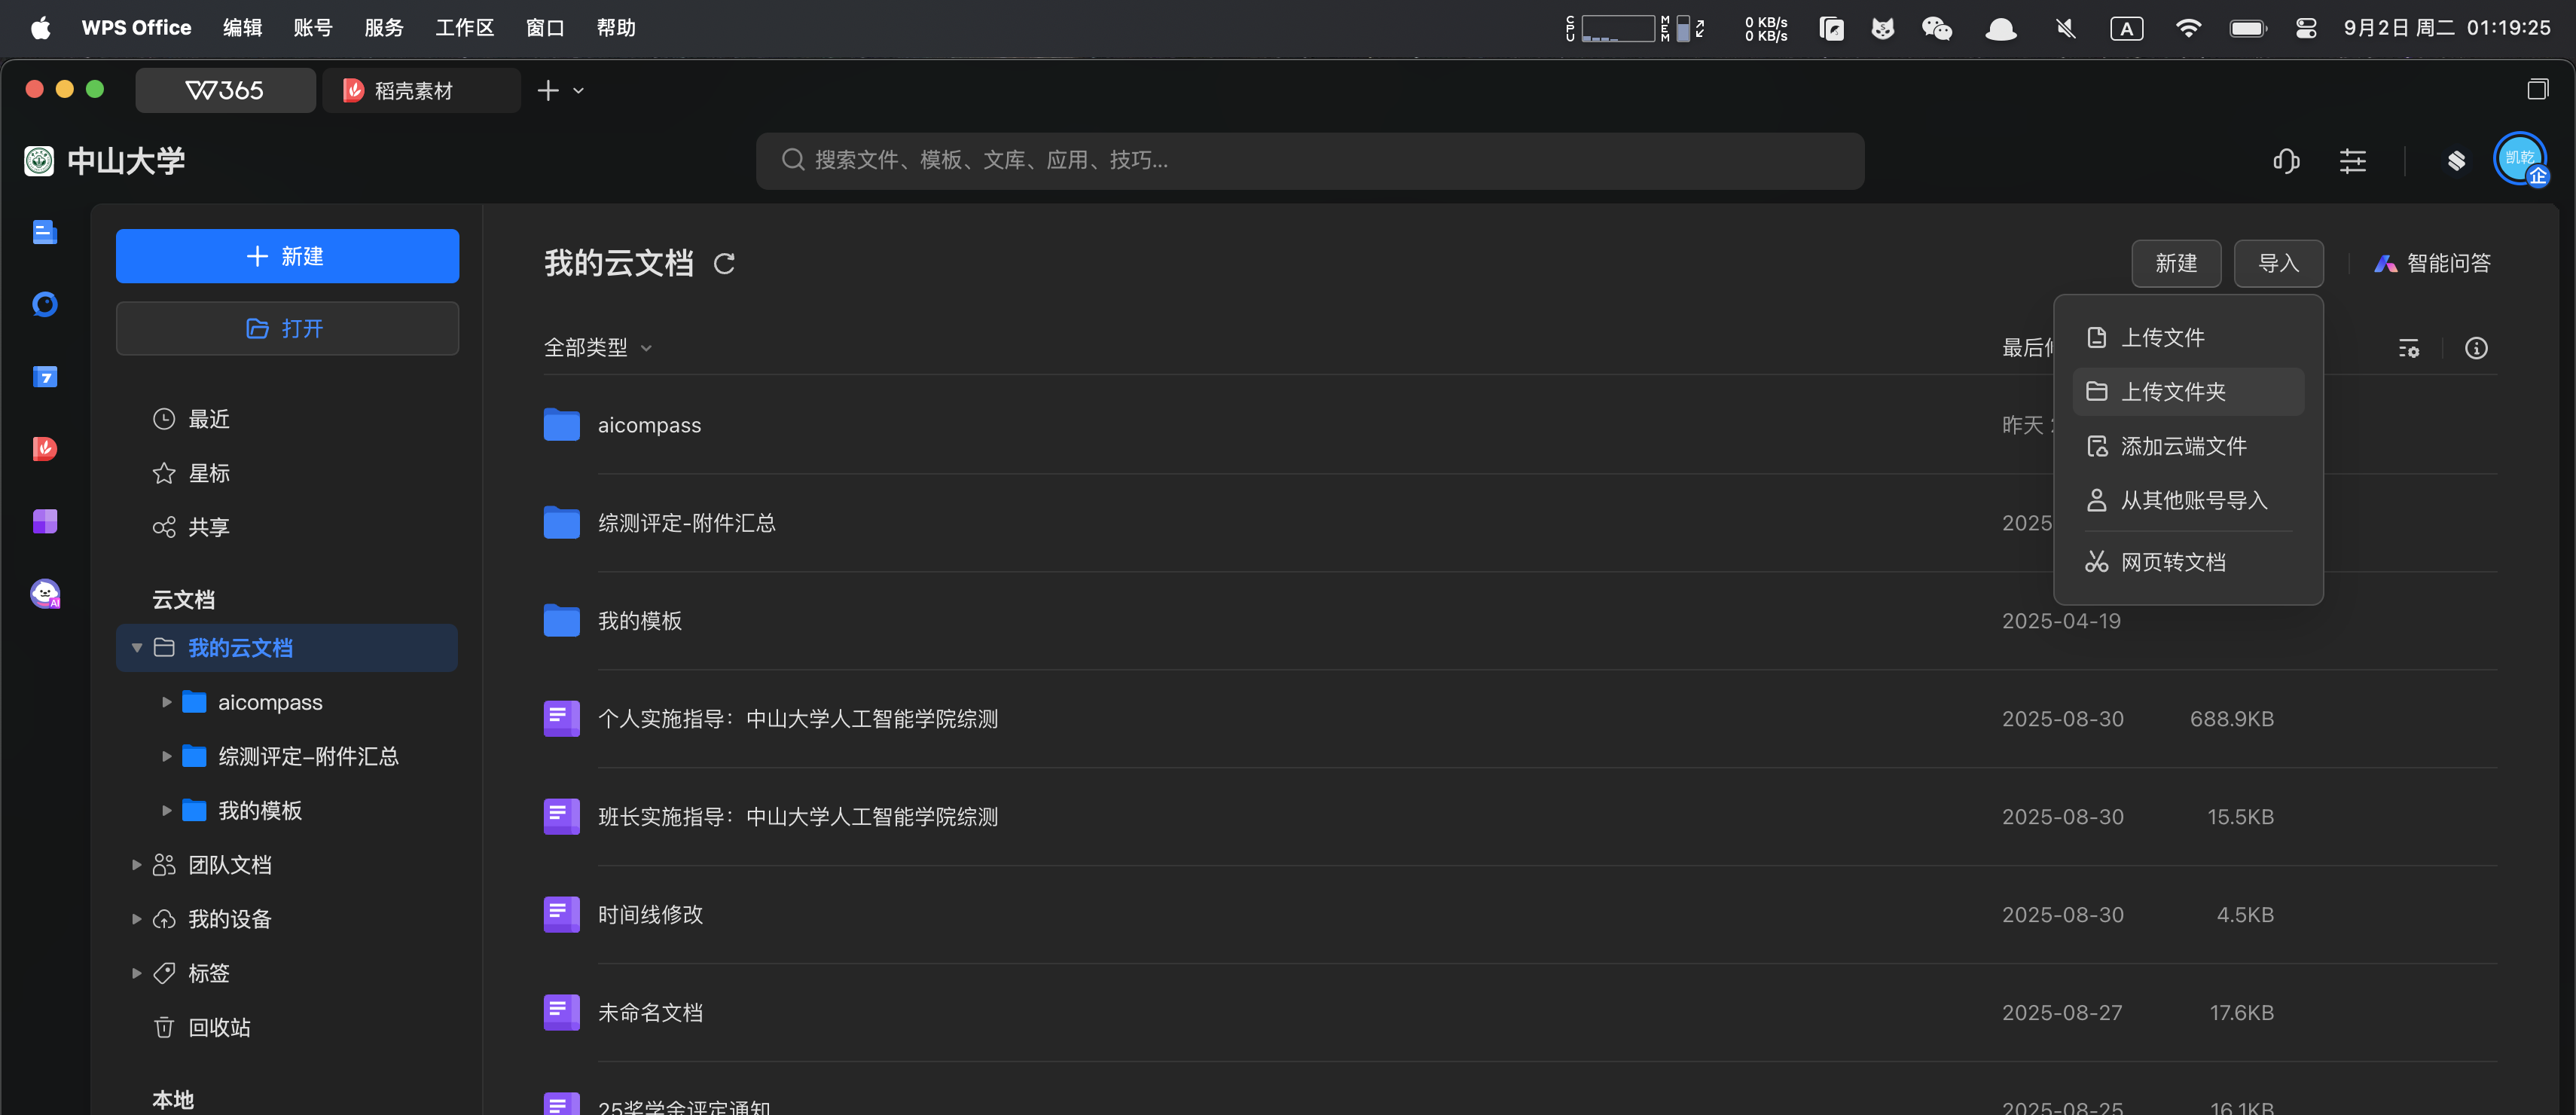 WPS Office 编辑 账号 服务 工作区 窗口 帮助 CPU MEM 0 KB/s 0 KB/s A 9月2日 周二 01:19:25
W365 稻壳素材
中山大学 搜索文件、模板、文库、应用、技巧... 凯乾 企
新建
打开
最近
星标
共享
云文档
我的云文档
aicompass
综测评定-附件汇总
我的模板
团队文档
我的设备
标签
回收站
本地
7
AI
我的云文档 新建 导入 智能问答
全部类型 最后
上传文件
上传文件夹
添加云端文件
从其他账号导入
网页转文档
aicompass 昨天
综测评定-附件汇总 2025
我的模板 2025-04-19
个人实施指导：中山大学人工智能学院综测 2025-08-30 688.9KB
班长实施指导：中山大学人工智能学院综测 2025-08-30 15.5KB
时间线修改 2025-08-30 4.5KB
未命名文档 2025-08-27 17.6KB
25奖学金评定通知 2025-08-25 16.1KB